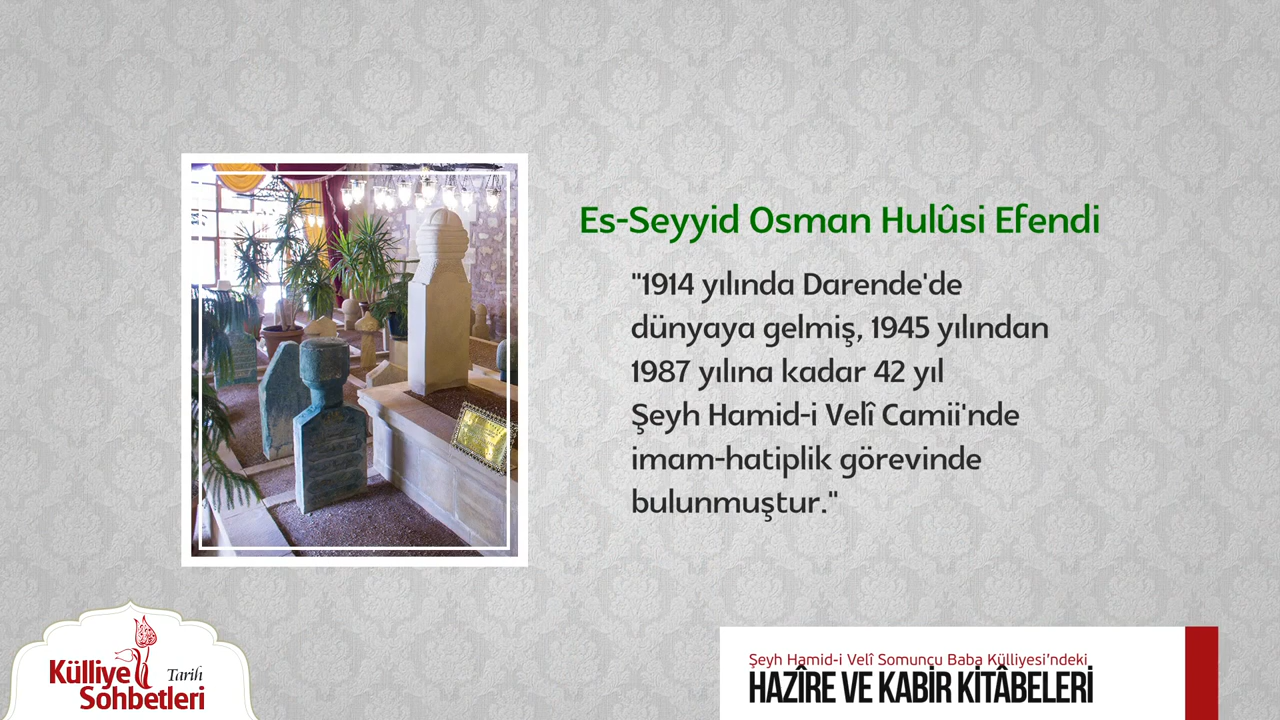 Es-Seyyid Osman Hulûsi Efendi
"1914 yılında Darende'de
dünyaya gelmiş, 1945 yılından
1987 yılına kadar 42 yıl
Şeyh Hamid-i Velî Camii'nde
imam-hatiplik görevinde
bulunmuştur."
Külliye Tarih
Sohbetleri
Şeyh Hamid-i Velî Somuncu Baba Külliyesi'ndeki
HAZÎRE VE KABİR KİTÂBELERİ